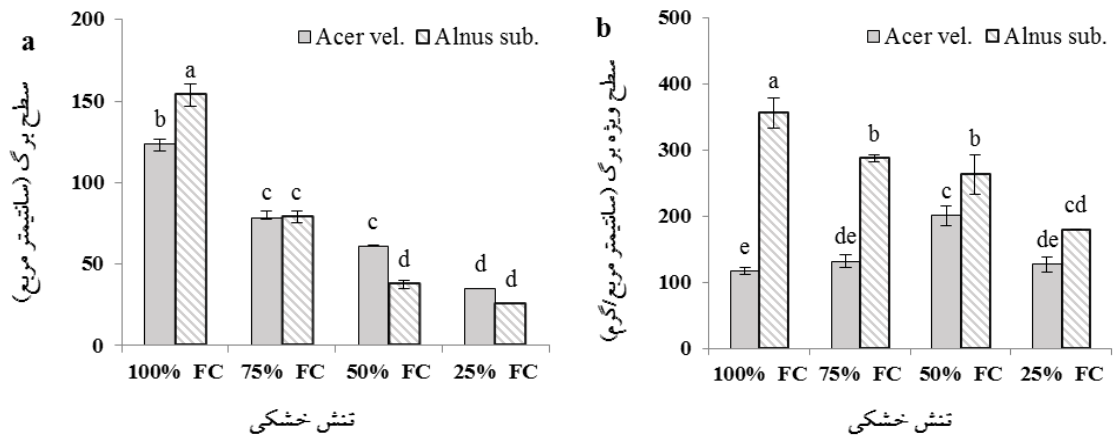 a
Acer vel. Alnus sub.
سطح برگ (سانتیمتر مربع)
200
150
100
50
0
b a
c c
c d
d d
100% FC 75% FC 50% FC 25% FC
تنش خشکی
b
Acer vel. Alnus sub.
سطح ویژه برگ (سانتیمتر مربع/گرم)
500
400
300
200
100
0
e a
de b
c b
de cd
100% FC 75% FC 50% FC 25% FC
تنش خشکی